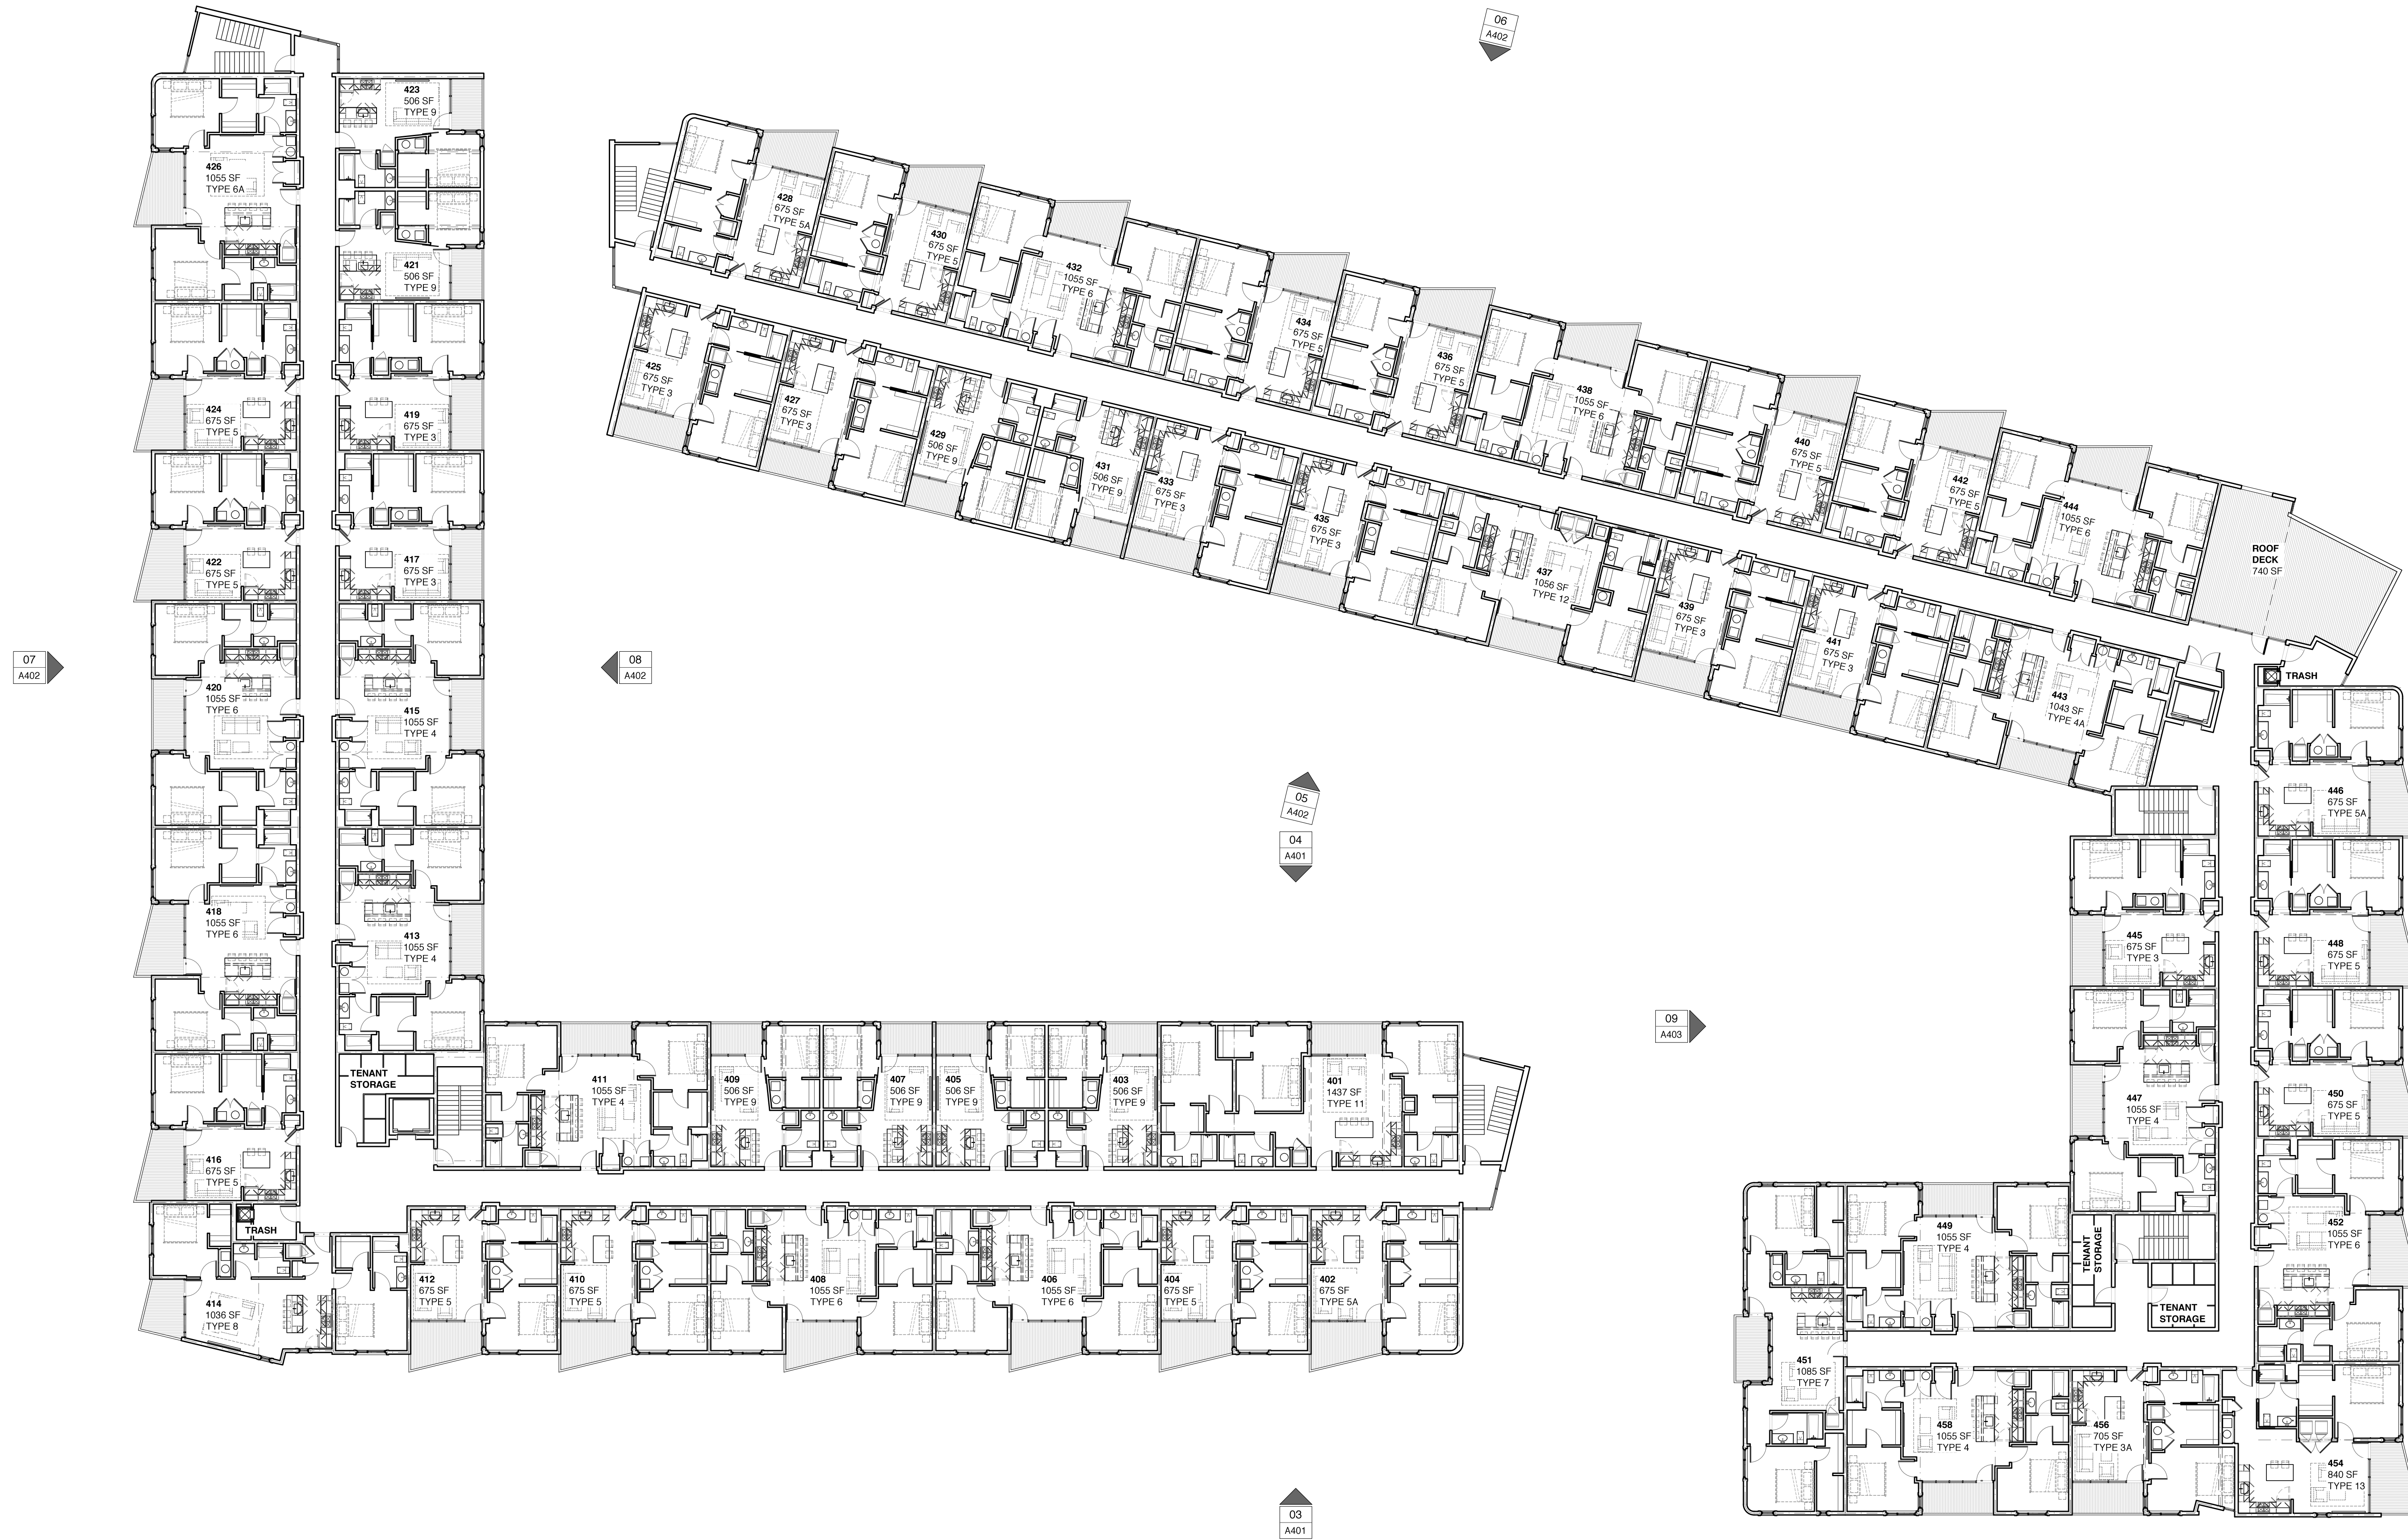 06
A402
423
506 SF
TYPE 9
426
1055 SF
TYPE 6A
421
506 SF
TYPE 9
424
675 SF
TYPE 5
419
675 SF
TYPE 3
422
675 SF
TYPE 5
417
675 SF
TYPE 3
420
1055 SF
TYPE 6
415
1055 SF
TYPE 4
418
1055 SF
TYPE 6
413
1055 SF
TYPE 4
TENANT
STORAGE
416
675 SF
TYPE 5
TRASH
414
1036 SF
TYPE 8
07
A402
08
A402
428
675 SF
TYPE 5A
430
675 SF
TYPE 5
432
1055 SF
TYPE 6
434
675 SF
TYPE 5
436
675 SF
TYPE 5
438
1055 SF
TYPE 6
440
675 SF
TYPE 5
442
675 SF
TYPE 5
444
1055 SF
TYPE 6
ROOF
DECK
740 SF
425
675 SF
TYPE 3
427
675 SF
TYPE 3
429
506 SF
TYPE 9
431
506 SF
TYPE 9
433
675 SF
TYPE 3
435
675 SF
TYPE 3
437
1056 SF
TYPE 12
439
675 SF
TYPE 3
441
675 SF
TYPE 3
443
1043 SF
TYPE 4A
TRASH
05
A402
04
A401
446
675 SF
TYPE 5A
445
675 SF
TYPE 3
448
675 SF
TYPE 5
09
A403
447
1055 SF
TYPE 4
450
675 SF
TYPE 5
411
1055 SF
TYPE 4
409
506 SF
TYPE 9
407
506 SF
TYPE 9
405
506 SF
TYPE 9
403
506 SF
TYPE 9
401
1437 SF
TYPE 11
412
675 SF
TYPE 5
410
675 SF
TYPE 5
408
1055 SF
TYPE 6
406
1055 SF
TYPE 6
404
675 SF
TYPE 5
402
675 SF
TYPE 5A
449
1055 SF
TYPE 4
TENANT
STORAGE
452
1055 SF
TYPE 6
TENANT
STORAGE
451
1085 SF
TYPE 7
458
1055 SF
TYPE 4
456
705 SF
TYPE 3A
454
840 SF
TYPE 13
03
A401